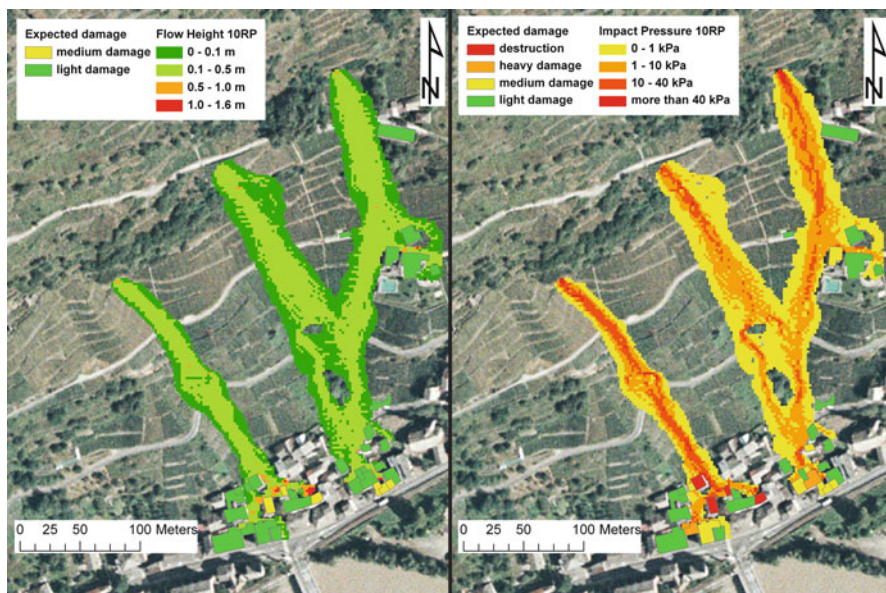 Expected damage
medium damage
light damage
Flow Height 10RP
0 - 0.1 m
0.1 - 0.5 m
0.5 - 1.0 m
1.0 - 1.6 m
N
0 25 50 100 Meters
Expected damage
destruction
heavy damage
medium damage
light damage
Impact Pressure 10RP
0 - 1 kPa
1 - 10 kPa
10 - 40 kPa
more than 40 kPa
N
0 25 50 100 Meters